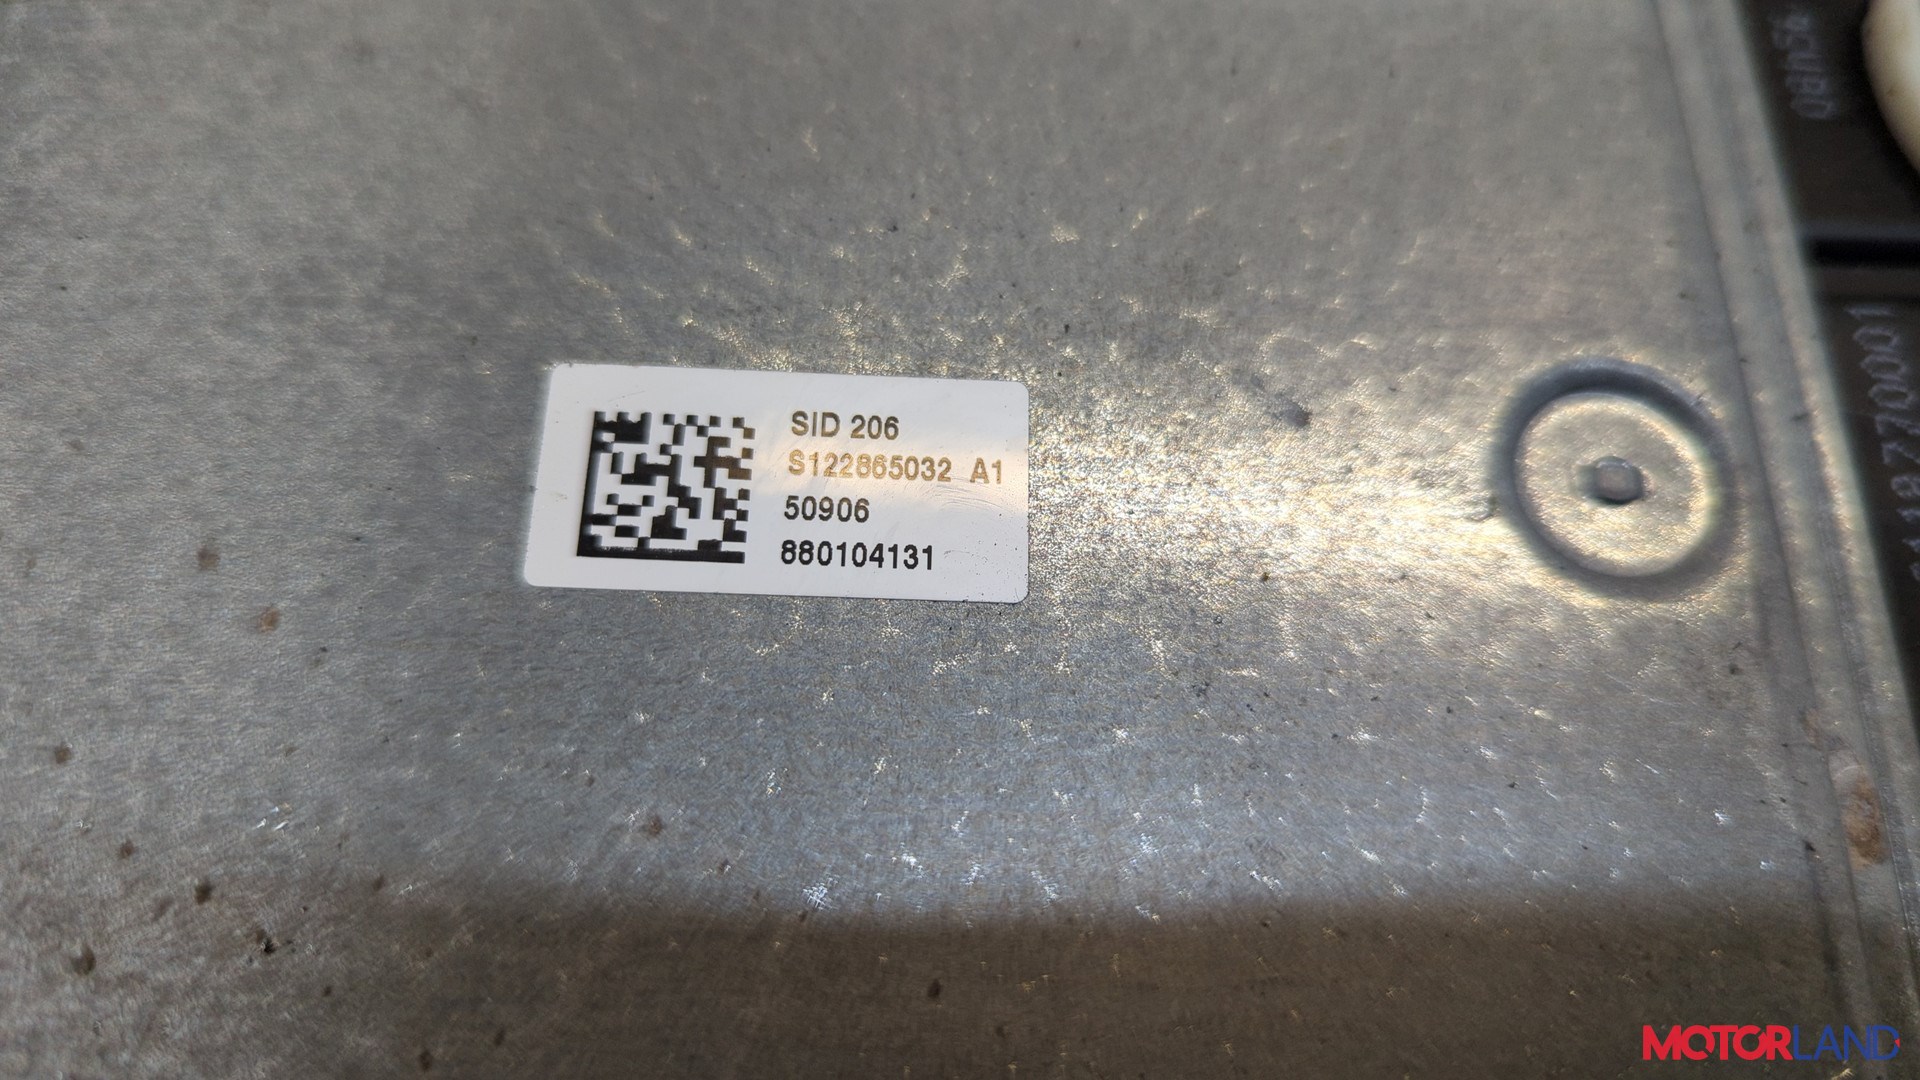 SID 206
S122865032 A1
50906
880104131
MOTORLAND